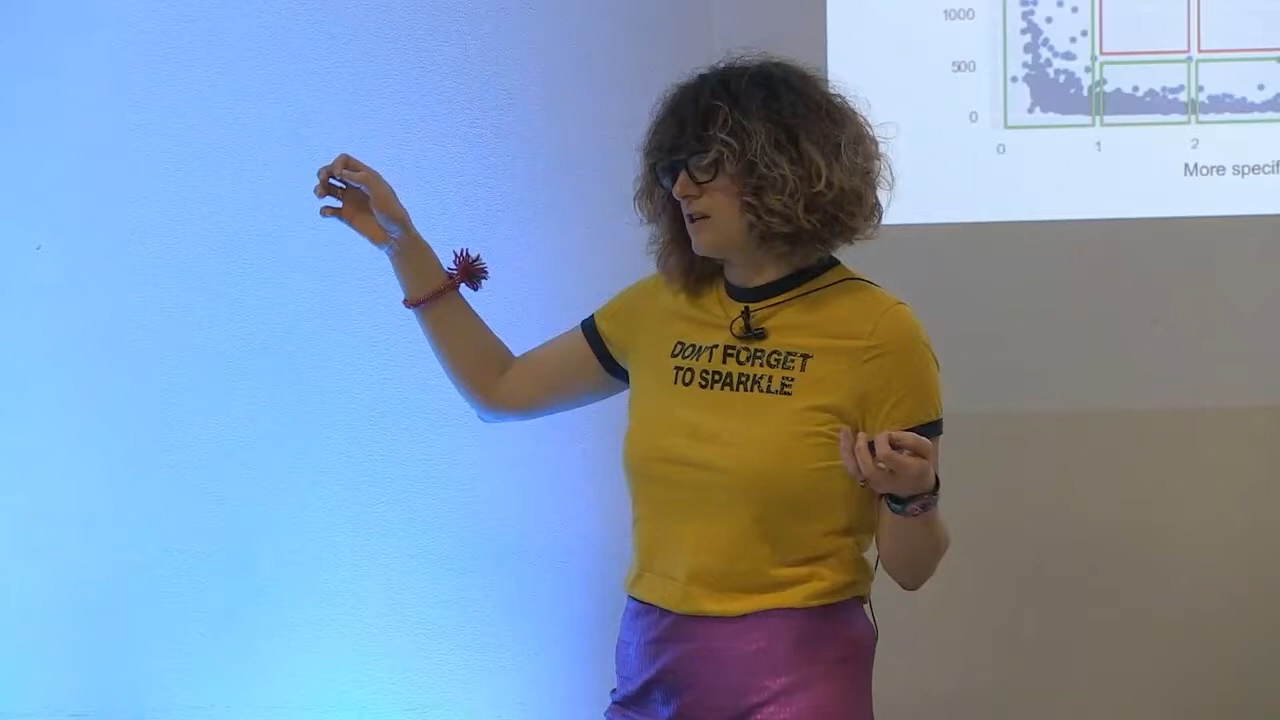 1000
500
0
0 1 2
More specif
DON'T FORGET
TO SPARKLE